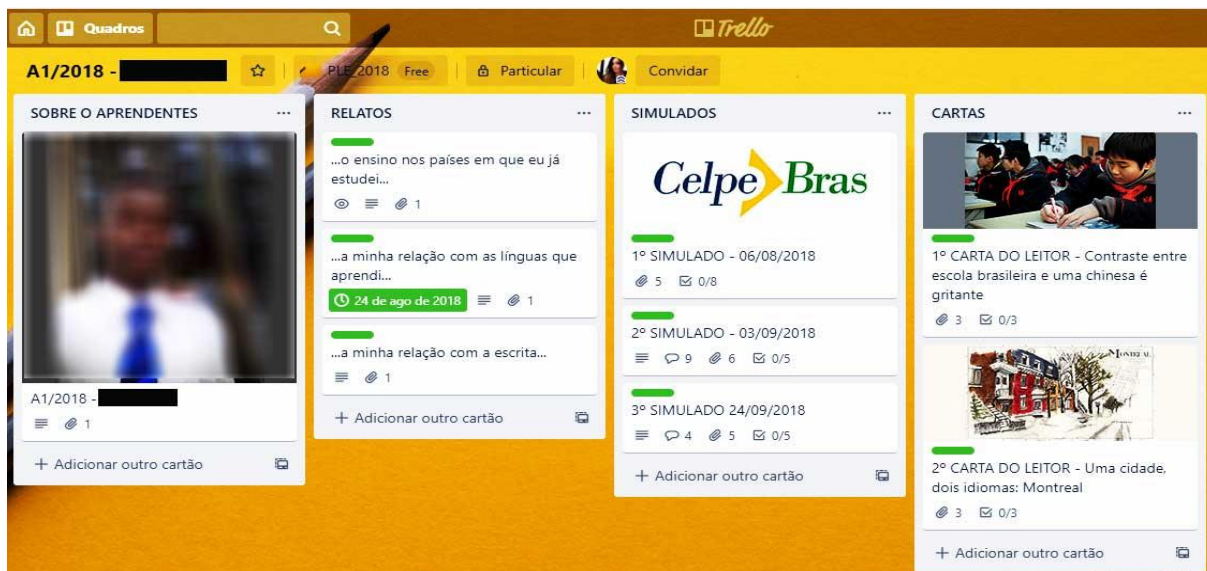 Quadros
Trello
A1/2018 -
PLE_2018 Free
Particular
Convidar
SOBRE O APRENDENTES
A1/2018 -
1
+ Adicionar outro cartão
RELATOS
...o ensino nos países em que eu já
estudei...
1
...a minha relação com as línguas que
aprendi...
24 de ago de 2018 1
...a minha relação com a escrita...
1
+ Adicionar outro cartão
SIMULADOS
Celpe Bras
1º SIMULADO - 06/08/2018
5 0/8
2º SIMULADO - 03/09/2018
9 6 0/5
3º SIMULADO 24/09/2018
4 5 0/5
+ Adicionar outro cartão
CARTAS
1º CARTA DO LEITOR - Contraste entre
escola brasileira e uma chinesa é
gritante
3 0/3
MONTREAL
2º CARTA DO LEITOR - Uma cidade,
dois idiomas: Montreal
3 0/3
+ Adicionar outro cartão